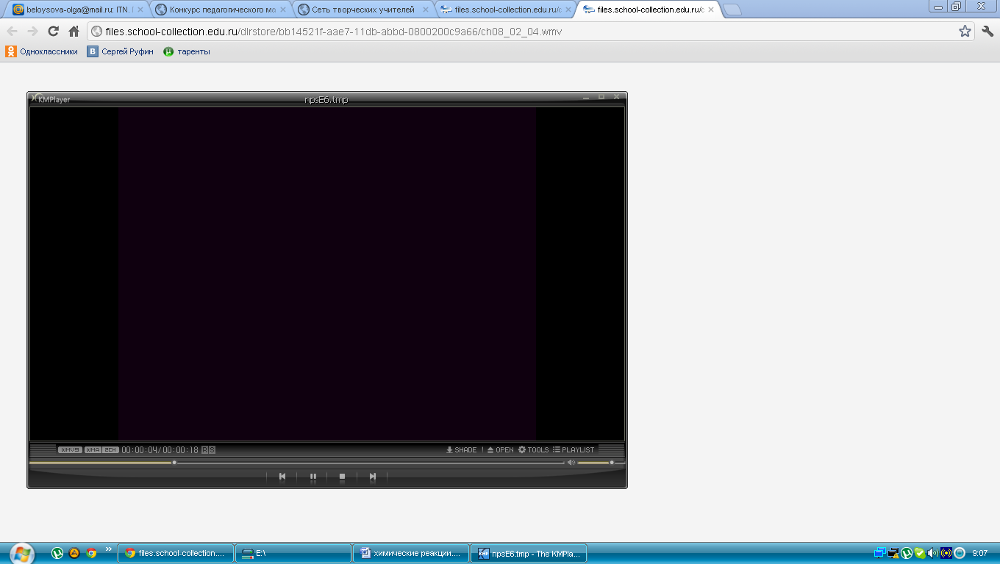 beloysova-olga@mail.ru: ITN.
Конкурс педагогического ма
Сеть творческих учителей
files.school-collection.edu.ru/c
files.school-collection.edu.ru/c
files.school-collection.edu.ru/dlrstore/bb14521f-aae7-11db-abbd-0800200c9a66/ch08_02_04.wmv
Одноклассники
В Сергей Руфин
таренты
KMPlayer
npsE6.tmp
WMV9 WMA 2CH 00:00:04/00:00:18 R S
SHADE OPEN TOOLS PLAYLIST
files.school-collection....
E:\
химические реакции....
KMP npsE6.tmp - The KMPla...
9:07